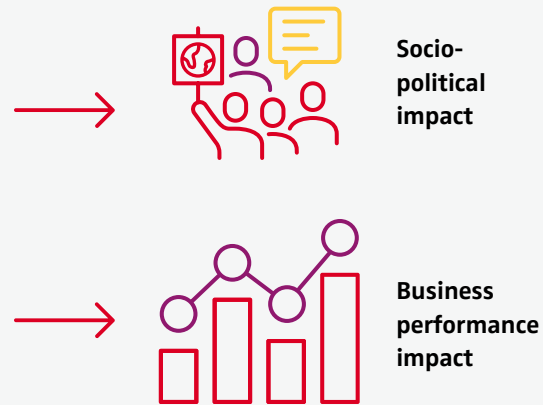 Socio-
political
impact
Business
performance
impact